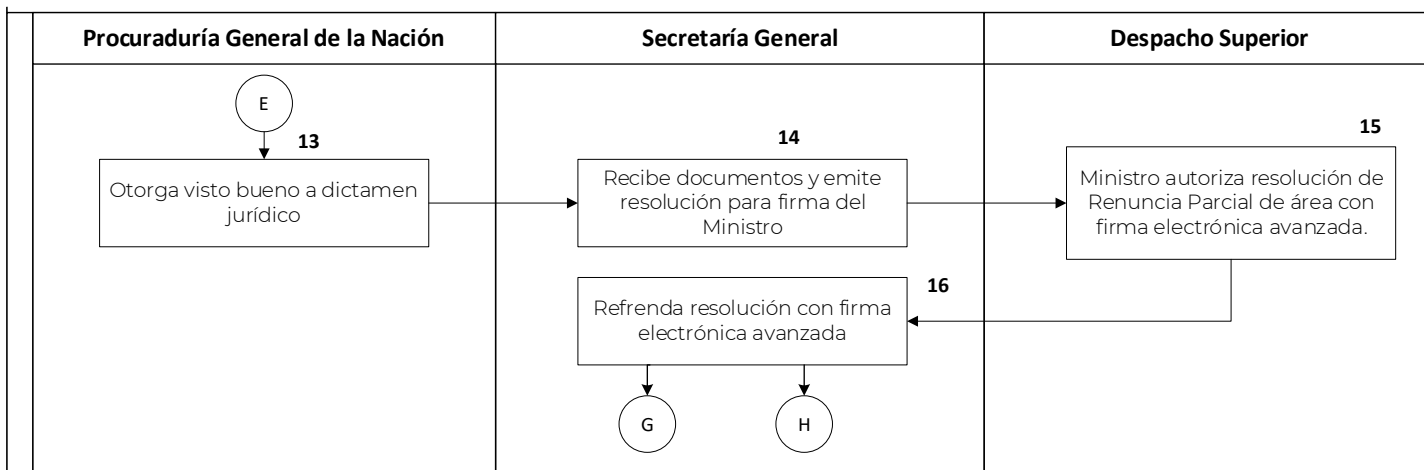 Procuraduría General de la Nación
Secretaría General
Despacho Superior
E
13
Otorga visto bueno a dictamen
jurídico
14
Recibe documentos y emite
resolución para firma del
Ministro
15
Ministro autoriza resolución de
Renuncia Parcial de área con
firma electrónica avanzada.
16
Refrenda resolución con firma
electrónica avanzada
G
H